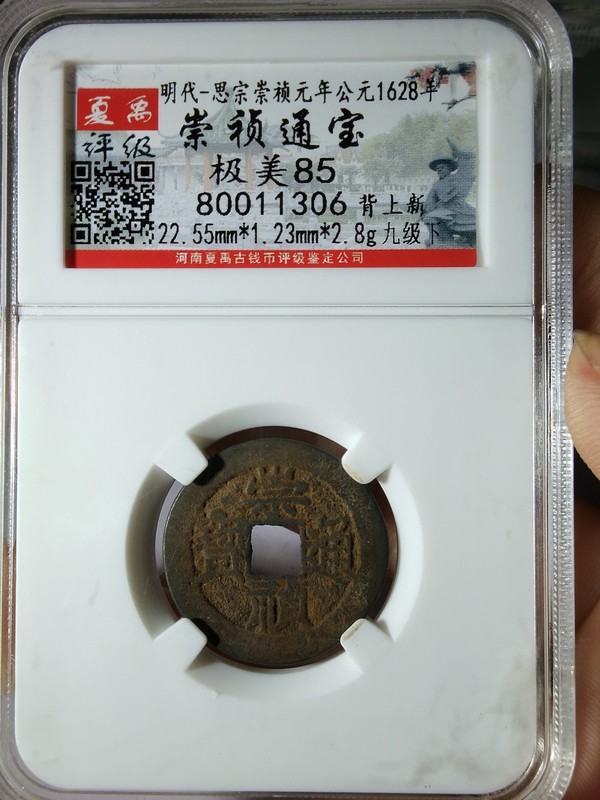 明代-思宗崇祯元年公元1628年
夏禹
评级
崇祯通宝
极美85
80011306 背上新
22.55mm*1.23mm*2.8g 九级下
河南夏禹古钱币评级鉴定公司
崇
通